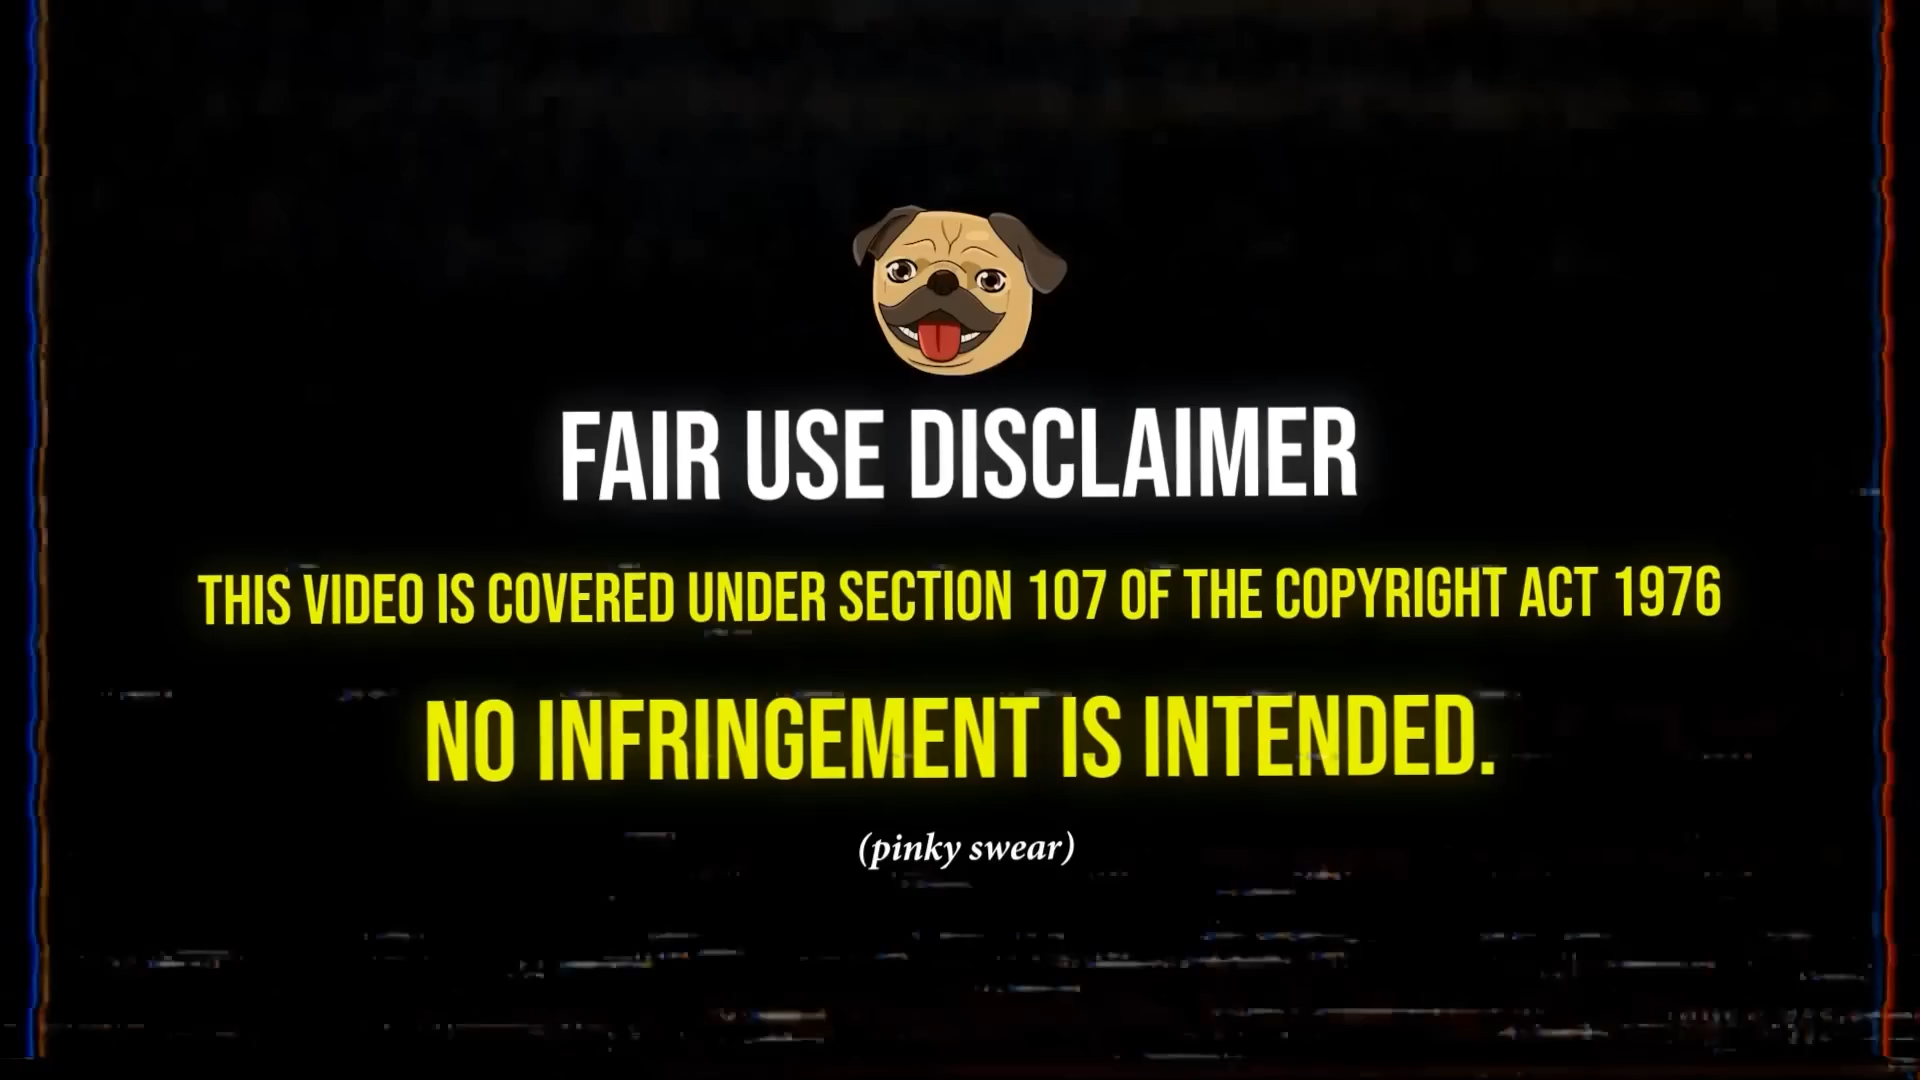 FAIR USE DISCLAIMER
THIS VIDEO IS COVERED UNDER SECTION 107 OF THE COPYRIGHT ACT 1976
NO INFRINGEMENT IS INTENDED.
(pinky swear)